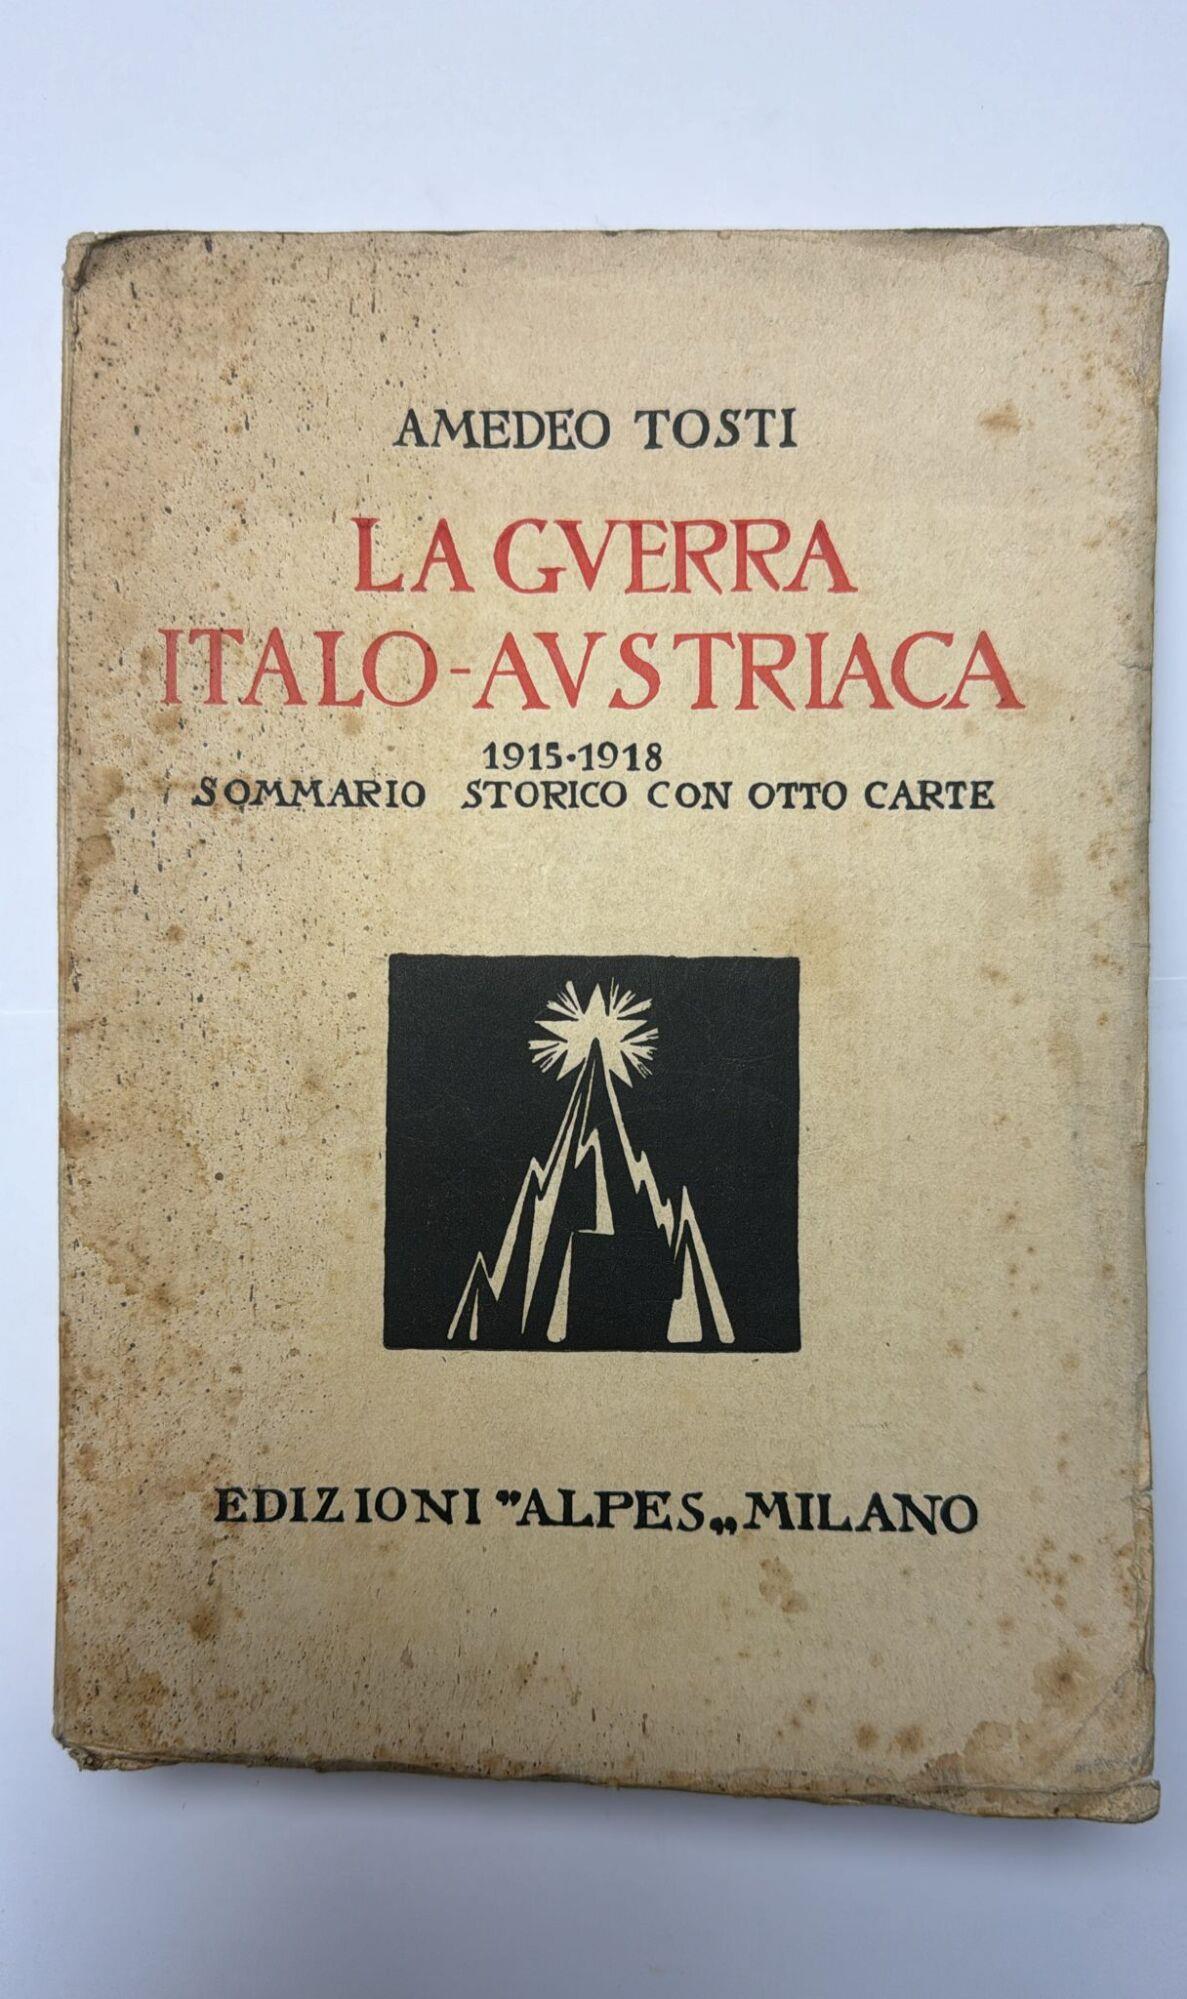 AMEDEO TOSTI
LA GVERRA
ITALO-AVSTRIACA
1915·1918
SOMMARIO STORICO CON OTTO CARTE
EDIZIONI "ALPES„ MILANO